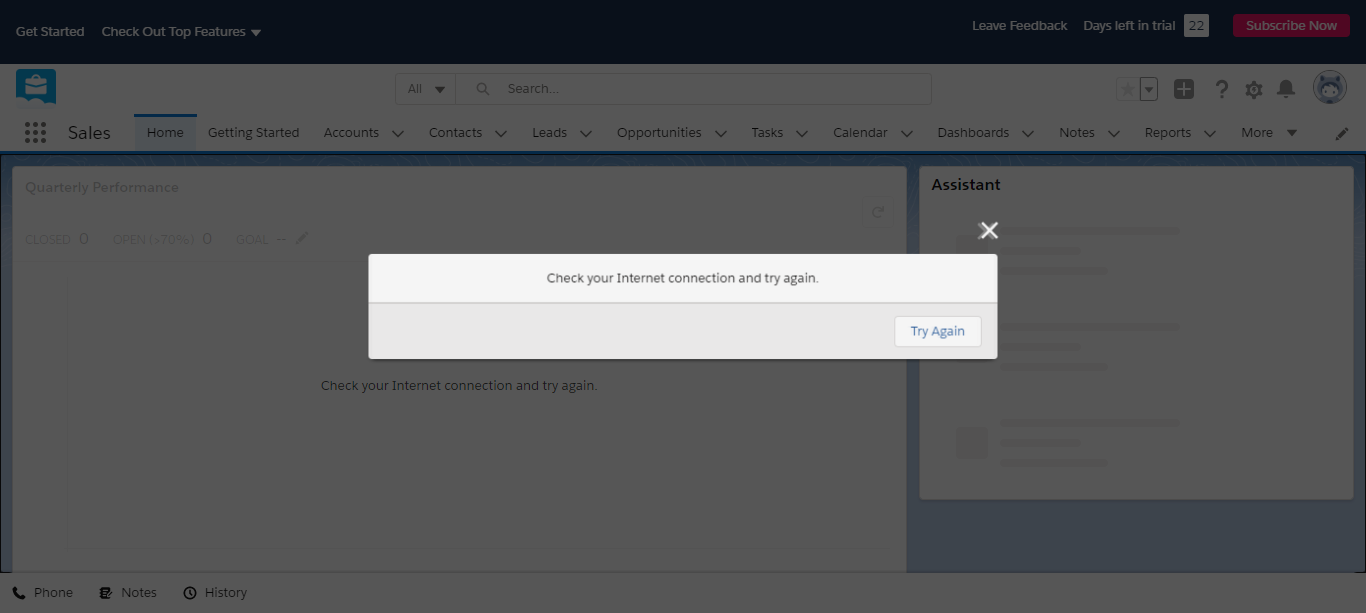 Get Started Check Out Top Features Leave Feedback Days left in trial 22 Subscribe Now
All Search...
Sales Home Getting Started Accounts Contacts Leads Opportunities Tasks Calendar Dashboards Notes Reports More
Quarterly Performance
CLOSED 0 OPEN (>70%) 0 GOAL --
Assistant
Check your Internet connection and try again.
Try Again
Check your Internet connection and try again.
Phone Notes History